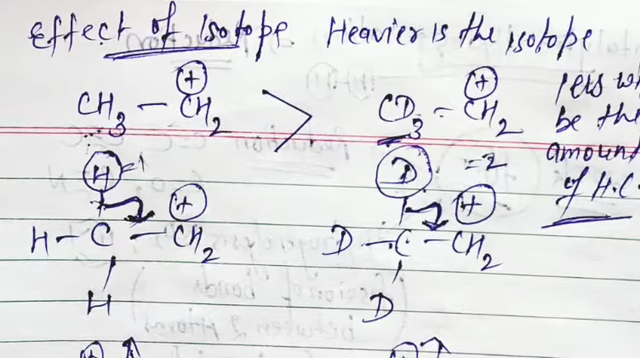 Effect of isotope. Heavier is the isotope
less
CH3 – CH2 (+) > CD3 – CH2 (+)
be the
amount
of H.C.
H = 1 D = 2
H – C – CH2 (+) D – C – CH2 (+)
H D